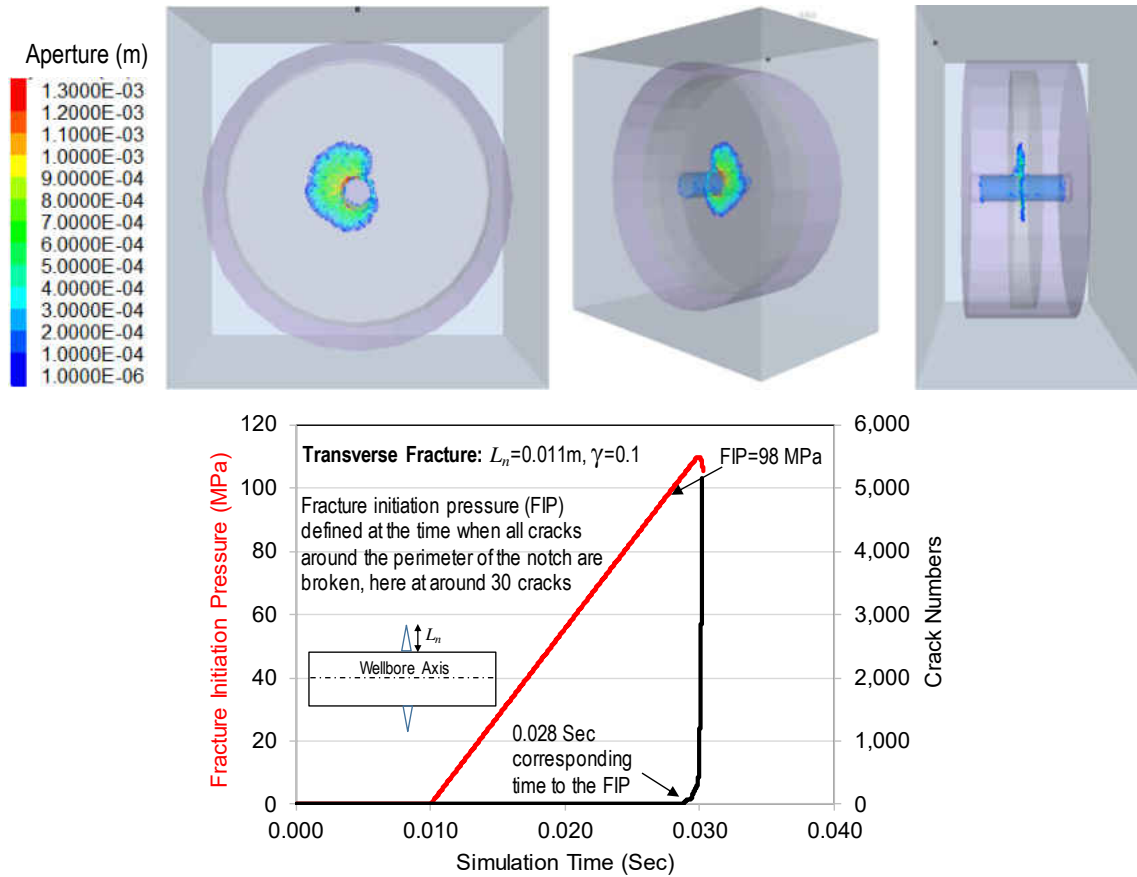 Aperture (m)
1.3000E-03
1.2000E-03
1.1000E-03
1.0000E-03
9.0000E-04
8.0000E-04
7.0000E-04
6.0000E-04
5.0000E-04
4.0000E-04
3.0000E-04
2.0000E-04
1.0000E-04
1.0000E-06
Fracture Initiation Pressure (MPa)
120
100
80
60
40
20
0
Transverse Fracture: Ln=0.011m, γ=0.1
FIP=98 MPa
Fracture initiation pressure (FIP)
defined at the time when all cracks
around the perimeter of the notch are
broken, here at around 30 cracks
Ln
Wellbore Axis
0.028 Sec
corresponding
time to the FIP
6,000
5,000
4,000
3,000
2,000
1,000
0
Crack Numbers
0.000
0.010
0.020
0.030
0.040
Simulation Time (Sec)